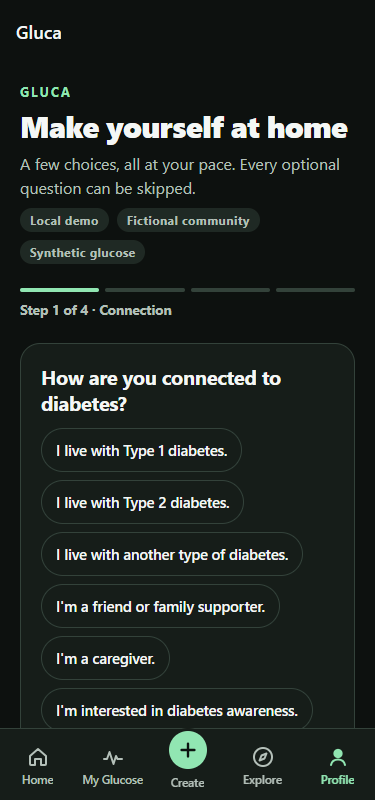 Gluca
GLUCA
Make yourself at home
A few choices, all at your pace. Every optional
question can be skipped.
Local demo
Fictional community
Synthetic glucose
Step 1 of 4 · Connection
How are you connected to
diabetes?
I live with Type 1 diabetes.
I live with Type 2 diabetes.
I live with another type of diabetes.
I'm a friend or family supporter.
I'm a caregiver.
I'm interested in diabetes awareness.
Home
My Glucose
Create
Explore
Profile